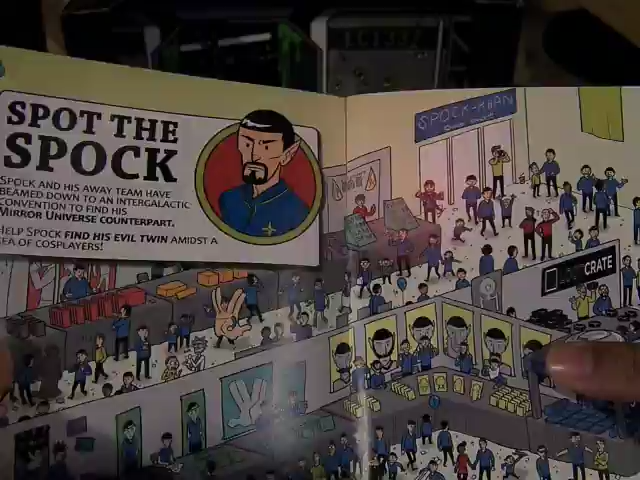 SPOT THE
SPOCK
SPOCK AND HIS AWAY TEAM HAVE
BEAMED DOWN TO AN INTERGALACTIC
CONVENTION TO FIND HIS
MIRROR UNIVERSE COUNTERPART.
HELP SPOCK FIND HIS EVIL TWIN AMIDST A
SEA OF COSPLAYERS!
SPOCK-KHAN
CRATE